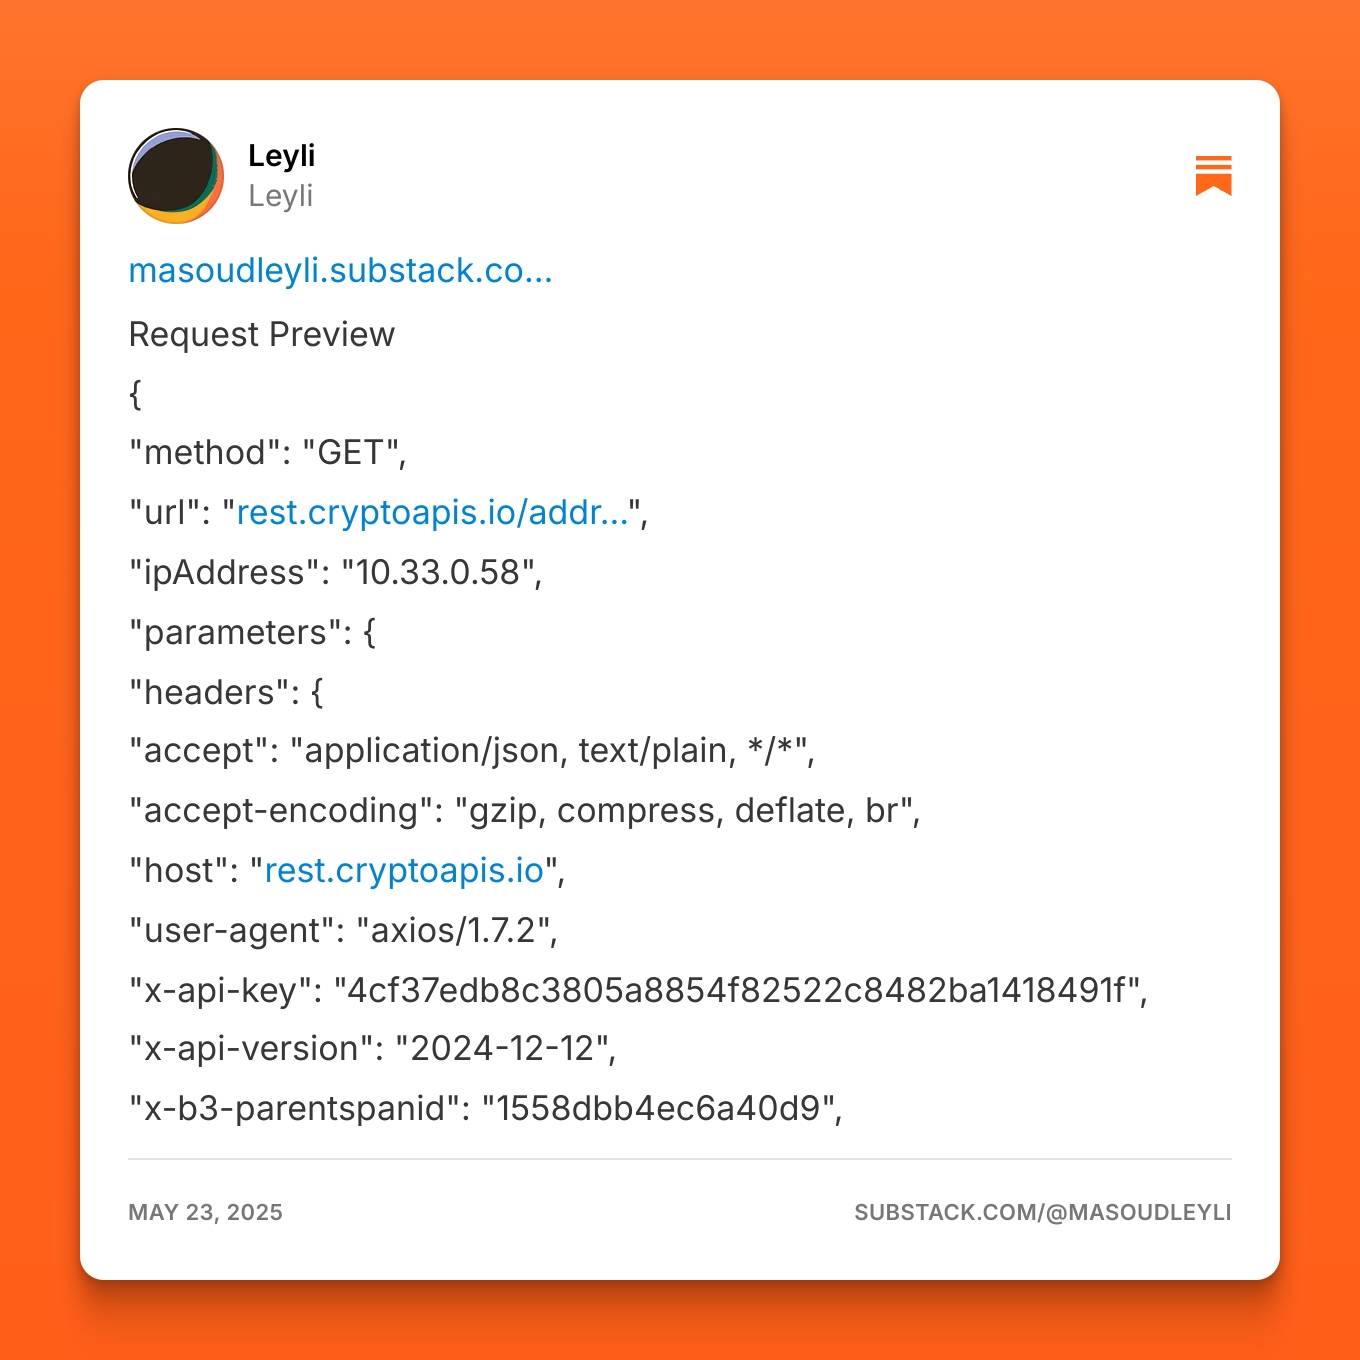 Leyli
Leyli
masoudleyli.substack.co...
Request Preview
{
"method": "GET",
"url": "rest.cryptoapis.io/addr...",
"ipAddress": "10.33.0.58",
"parameters": {
"headers": {
"accept": "application/json, text/plain, */*",
"accept-encoding": "gzip, compress, deflate, br",
"host": "rest.cryptoapis.io",
"user-agent": "axios/1.7.2",
"x-api-key": "4cf37edb8c3805a8854f82522c8482ba1418491f",
"x-api-version": "2024-12-12",
"x-b3-parentspanid": "1558dbb4ec6a40d9",
MAY 23, 2025
SUBSTACK.COM/@MASOUDLEYLI